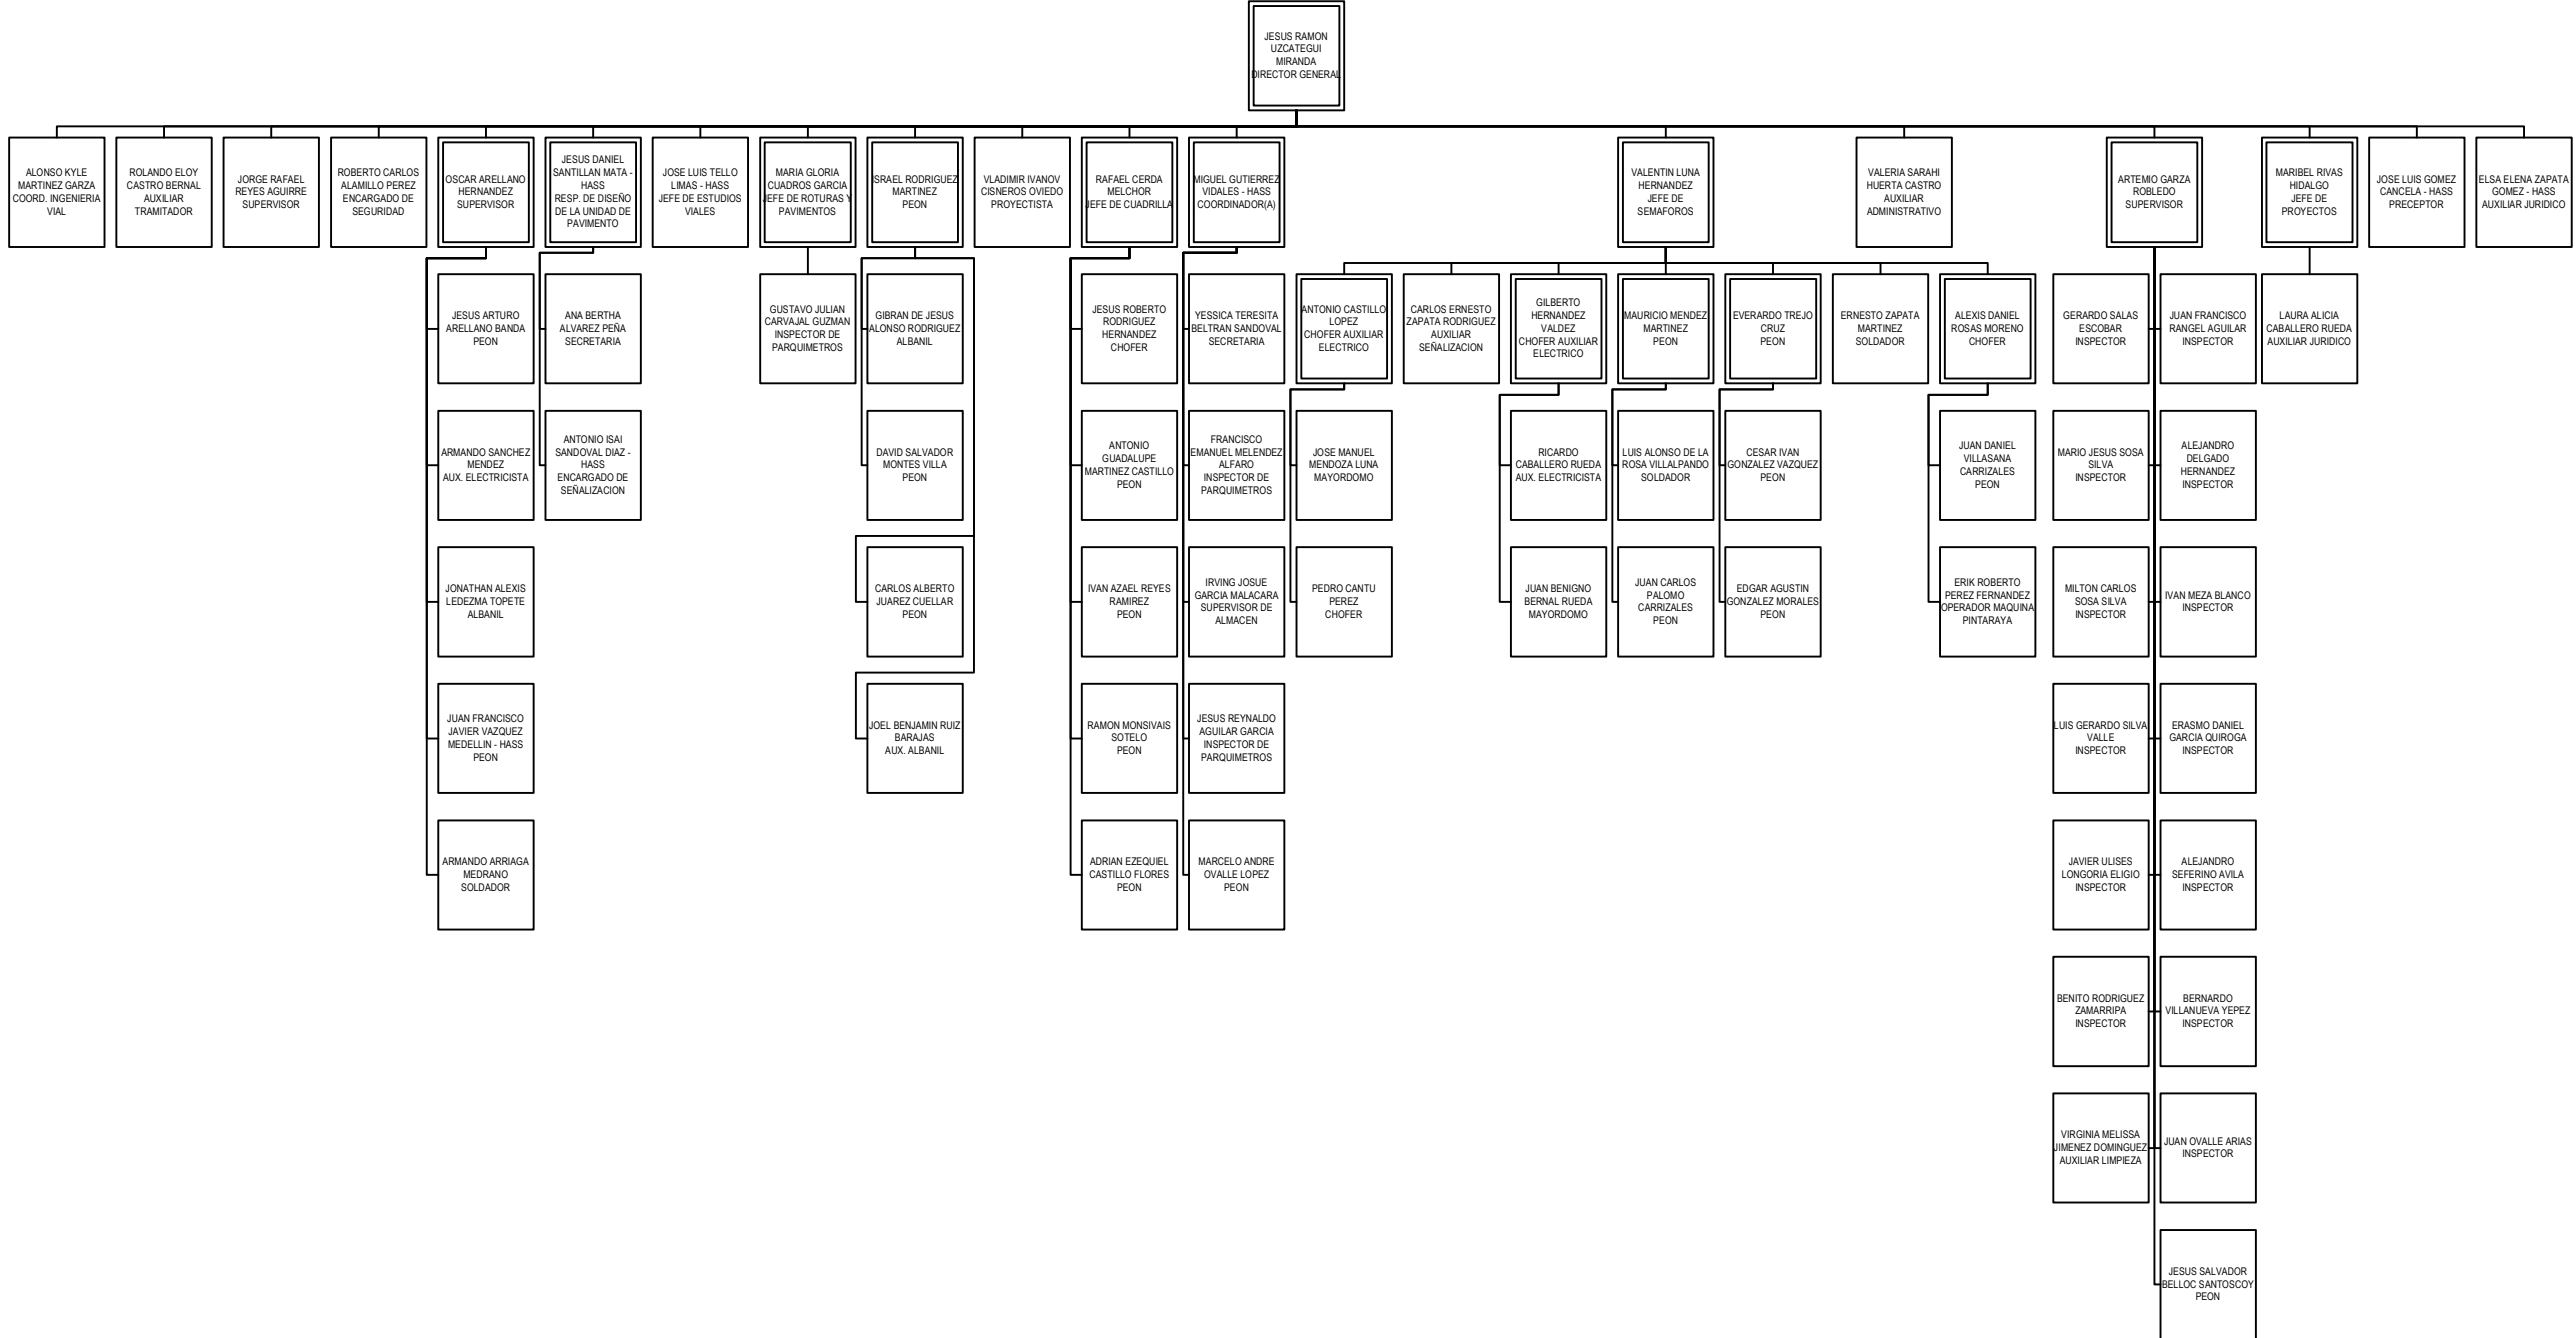 JESUS RAMON
UZCATEGUI
MIRANDA
DIRECTOR GENERAL
ALONSO KYLE
MARTINEZ GARZA
COORD. INGENIERIA
VIAL
ROLANDO ELOY
CASTRO BERNAL
AUXILIAR
TRAMITADOR
JORGE RAFAEL
REYES AGUIRRE
SUPERVISOR
ROBERTO CARLOS
ALAMILLO PEREZ
ENCARGADO DE
SEGURIDAD
OSCAR ARELLANO
HERNANDEZ
SUPERVISOR
JESUS DANIEL
SANTILLAN MATA -
HASS
RESP. DE DISEÑO
DE LA UNIDAD DE
PAVIMENTO
JOSE LUIS TELLO
LIMAS - HASS
JEFE DE ESTUDIOS
VIALES
MARIA GLORIA
CUADROS GARCIA
JEFE DE ROTURAS Y
PAVIMENTOS
ISRAEL RODRIGUEZ
MARTINEZ
PEON
VLADIMIR IVANOV
CISNEROS OVIEDO
PROYECTISTA
RAFAEL CERDA
MELCHOR
JEFE DE CUADRILLA
MIGUEL GUTIERREZ
VIDALES - HASS
COORDINADOR(A)
VALENTIN LUNA
HERNANDEZ
JEFE DE
SEMAFOROS
VALERIA SARAHI
HUERTA CASTRO
AUXILIAR
ADMINISTRATIVO
ARTEMIO GARZA
ROBLEDO
SUPERVISOR
MARIBEL RIVAS
HIDALGO
JEFE DE
PROYECTOS
JOSE LUIS GOMEZ
CANCELA - HASS
PRECEPTOR
ELSA ELENA ZAPATA
GOMEZ - HASS
AUXILIAR JURIDICO
JESUS ARTURO
ARELLANO BANDA
PEON
ANA BERTHA
ALVAREZ PEÑA
SECRETARIA
GUSTAVO JULIAN
CARVAJAL GUZMAN
INSPECTOR DE
PARQUIMETROS
GIBRAN DE JESUS
ALONSO RODRIGUEZ
ALBANIL
JESUS ROBERTO
RODRIGUEZ
HERNANDEZ
CHOFER
YESSICA TERESITA
BELTRAN SANDOVAL
SECRETARIA
ANTONIO CASTILLO
LOPEZ
CHOFER AUXILIAR
ELECTRICO
CARLOS ERNESTO
ZAPATA RODRIGUEZ
AUXILIAR
SEÑALIZACION
GILBERTO
HERNANDEZ
VALDEZ
CHOFER AUXILIAR
ELECTRICO
MAURICIO MENDEZ
MARTINEZ
PEON
EVERARDO TREJO
CRUZ
PEON
ERNESTO ZAPATA
MARTINEZ
SOLDADOR
ALEXIS DANIEL
ROSAS MORENO
CHOFER
GERARDO SALAS
ESCOBAR
INSPECTOR
JUAN FRANCISCO
RANGEL AGUILAR
INSPECTOR
LAURA ALICIA
CABALLERO RUEDA
AUXILIAR JURIDICO
ARMANDO SANCHEZ
MENDEZ
AUX. ELECTRICISTA
ANTONIO ISAI
SANDOVAL DIAZ -
HASS
ENCARGADO DE
SEÑALIZACION
DAVID SALVADOR
MONTES VILLA
PEON
ANTONIO
GUADALUPE
MARTINEZ CASTILLO
PEON
FRANCISCO
EMANUEL MELENDEZ
ALFARO
INSPECTOR DE
PARQUIMETROS
JOSE MANUEL
MENDOZA LUNA
MAYORDOMO
RICARDO
CABALLERO RUEDA
AUX. ELECTRICISTA
LUIS ALONSO DE LA
ROSA VILLALPANDO
SOLDADOR
CESAR IVAN
GONZALEZ VAZQUEZ
PEON
JUAN DANIEL
VILLASANA
CARRIZALES
PEON
MARIO JESUS SOSA
SILVA
INSPECTOR
ALEJANDRO
DELGADO
HERNANDEZ
INSPECTOR
JONATHAN ALEXIS
LEDEZMA TOPETE
ALBANIL
CARLOS ALBERTO
JUAREZ CUELLAR
PEON
IVAN AZAEL REYES
RAMIREZ
PEON
IRVING JOSUE
GARCIA MALACARA
SUPERVISOR DE
ALMACEN
PEDRO CANTU
PEREZ
CHOFER
JUAN BENIGNO
BERNAL RUEDA
MAYORDOMO
JUAN CARLOS
PALOMO
CARRIZALES
PEON
EDGAR AGUSTIN
GONZALEZ MORALES
PEON
ERIK ROBERTO
PEREZ FERNANDEZ
OPERADOR MAQUINA
PINTARAYA
MILTON CARLOS
SOSA SILVA
INSPECTOR
IVAN MEZA BLANCO
INSPECTOR
JUAN FRANCISCO
JAVIER VAZQUEZ
MEDELLIN - HASS
PEON
JOEL BENJAMIN RUIZ
BARAJAS
AUX. ALBANIL
RAMON MONSIVAIS
SOTELO
PEON
JESUS REYNALDO
AGUILAR GARCIA
INSPECTOR DE
PARQUIMETROS
LUIS GERARDO SILVA
VALLE
INSPECTOR
ERASMO DANIEL
GARCIA QUIROGA
INSPECTOR
ARMANDO ARRIAGA
MEDRANO
SOLDADOR
ADRIAN EZEQUIEL
CASTILLO FLORES
PEON
MARCELO ANDRE
OVALLE LOPEZ
PEON
JAVIER ULISES
LONGORIA ELIGIO
INSPECTOR
ALEJANDRO
SEFERINO AVILA
INSPECTOR
BENITO RODRIGUEZ
ZAMARRIPA
INSPECTOR
BERNARDO
VILLANUEVA YEPEZ
INSPECTOR
VIRGINIA MELISSA
JIMENEZ DOMINGUEZ
AUXILIAR LIMPIEZA
JUAN OVALLE ARIAS
INSPECTOR
JESUS SALVADOR
BELLOC SANTOSCOY
PEON